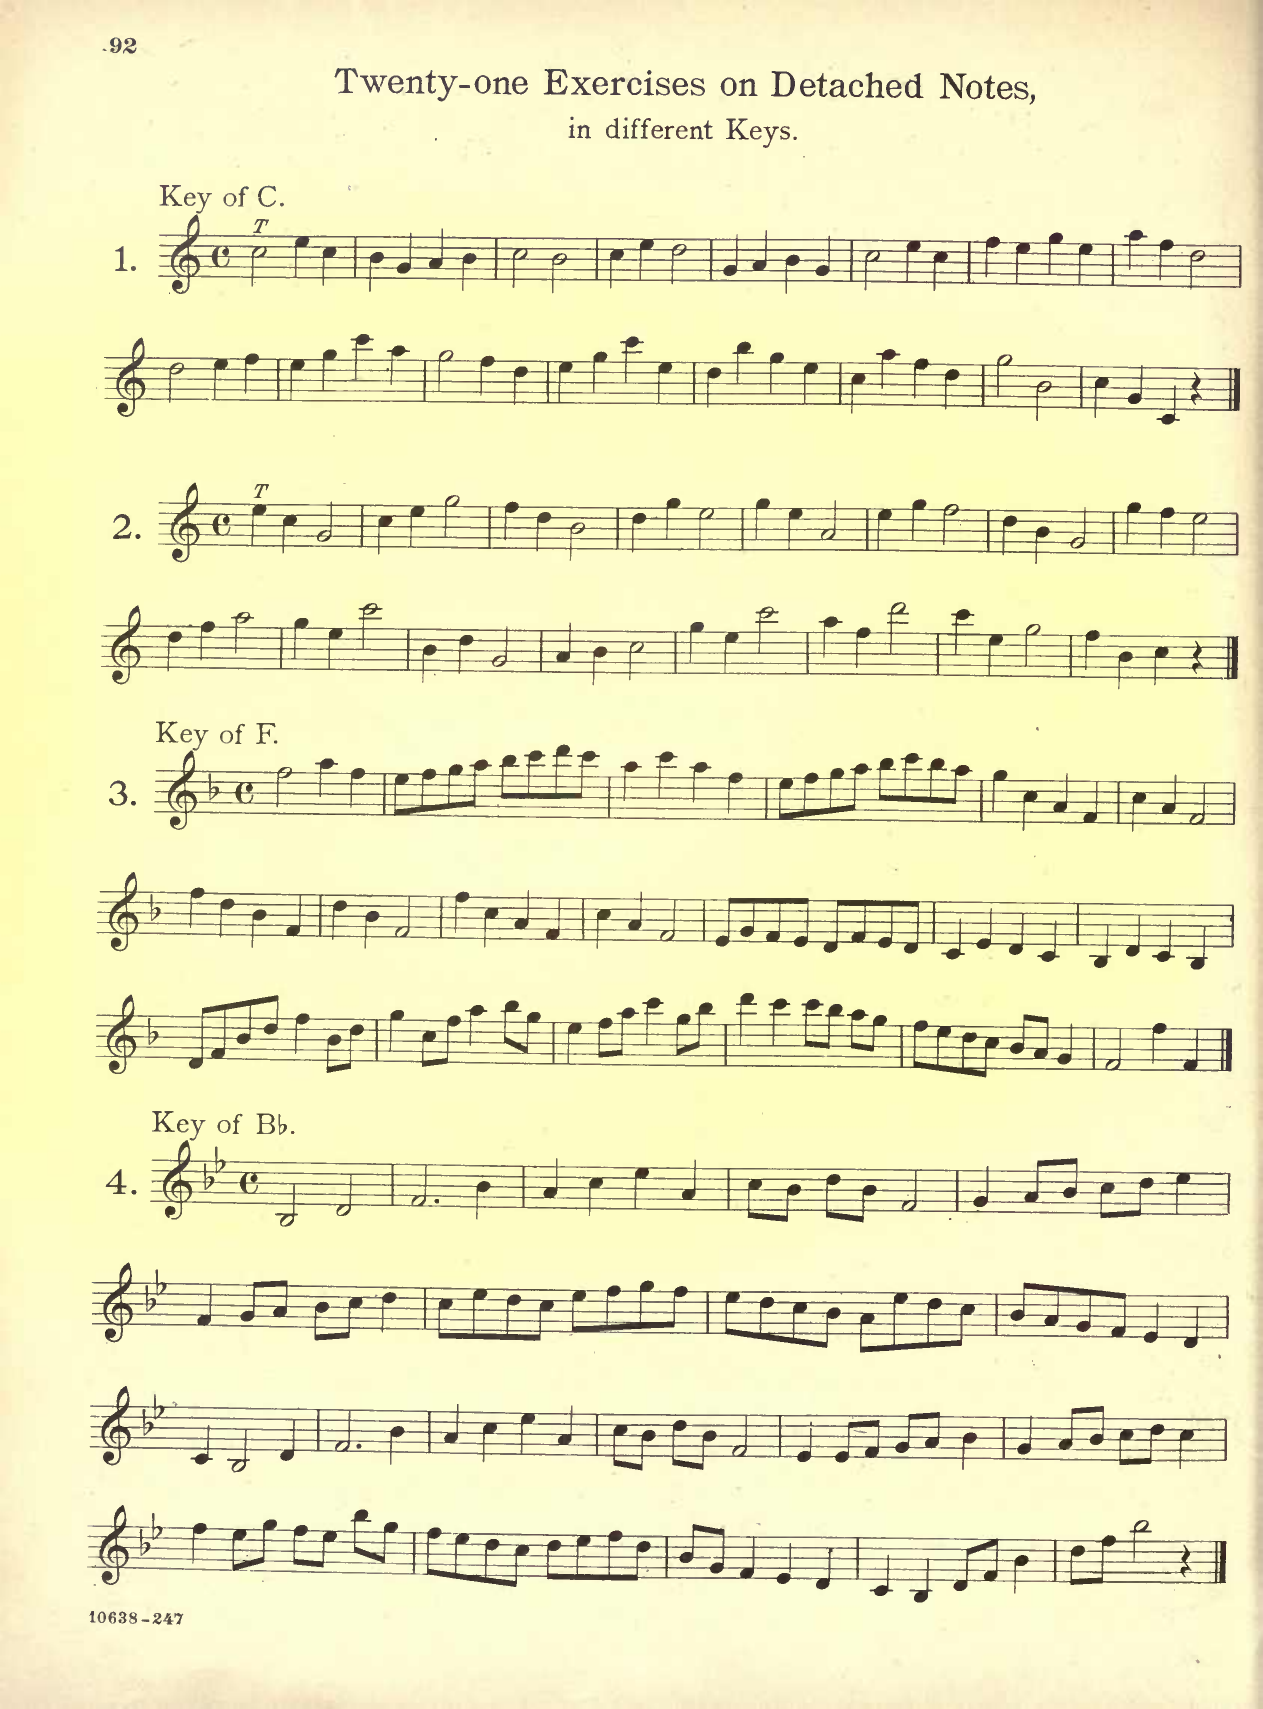 92
Twenty-one Exercises on Detached Notes,
in different Keys.
Key of C.
T
1.
T
2.
Key of F.
3.
Key of B♭.
4.
10638-247